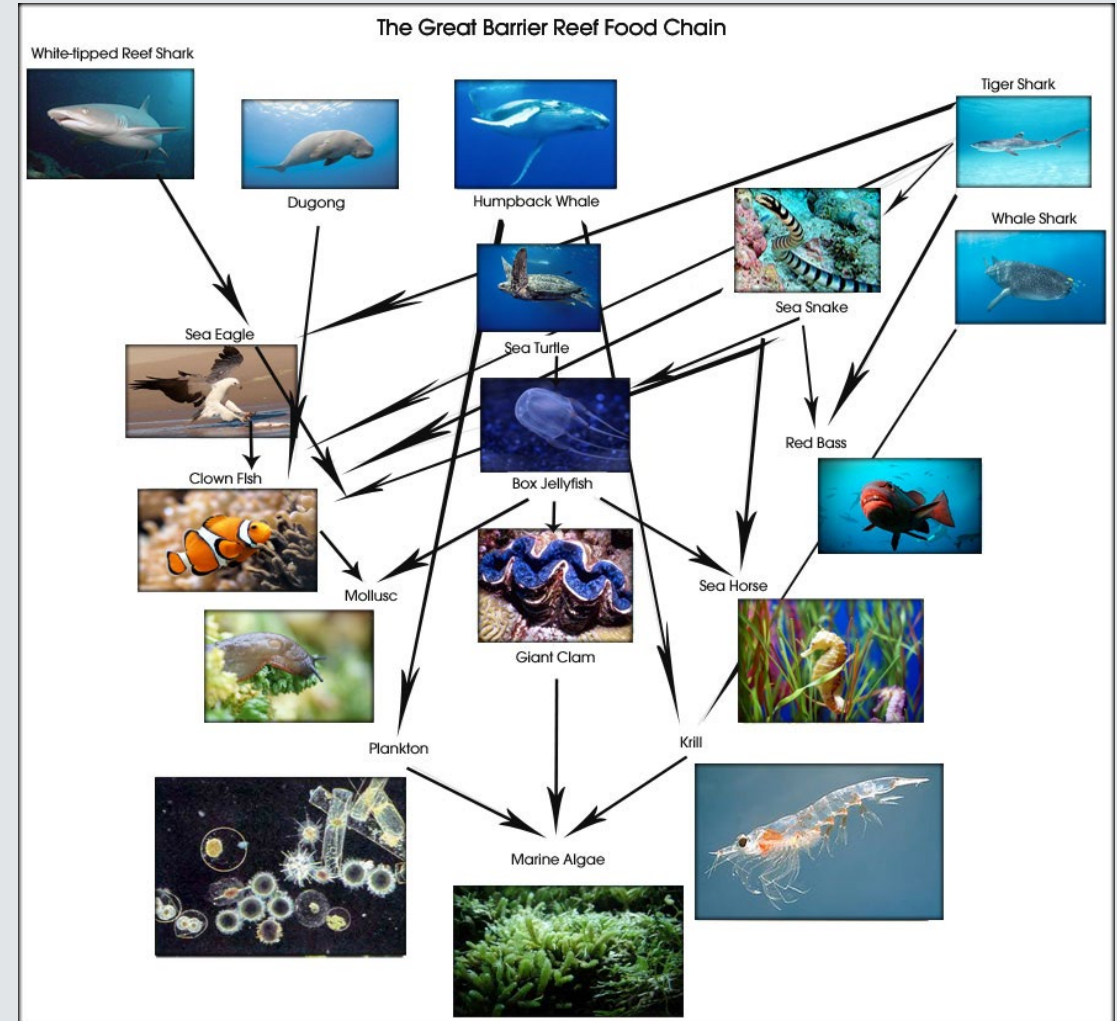 The Great Barrier Reef Food Chain
White-tipped Reef Shark
Tiger Shark
Dugong
Humpback Whale
Whale Shark
Sea Snake
Sea Eagle
Sea Turtle
Red Bass
Clown FIsh
Box Jellyfish
Mollusc
Sea Horse
Giant Clam
Plankton
Krill
Marine Algae